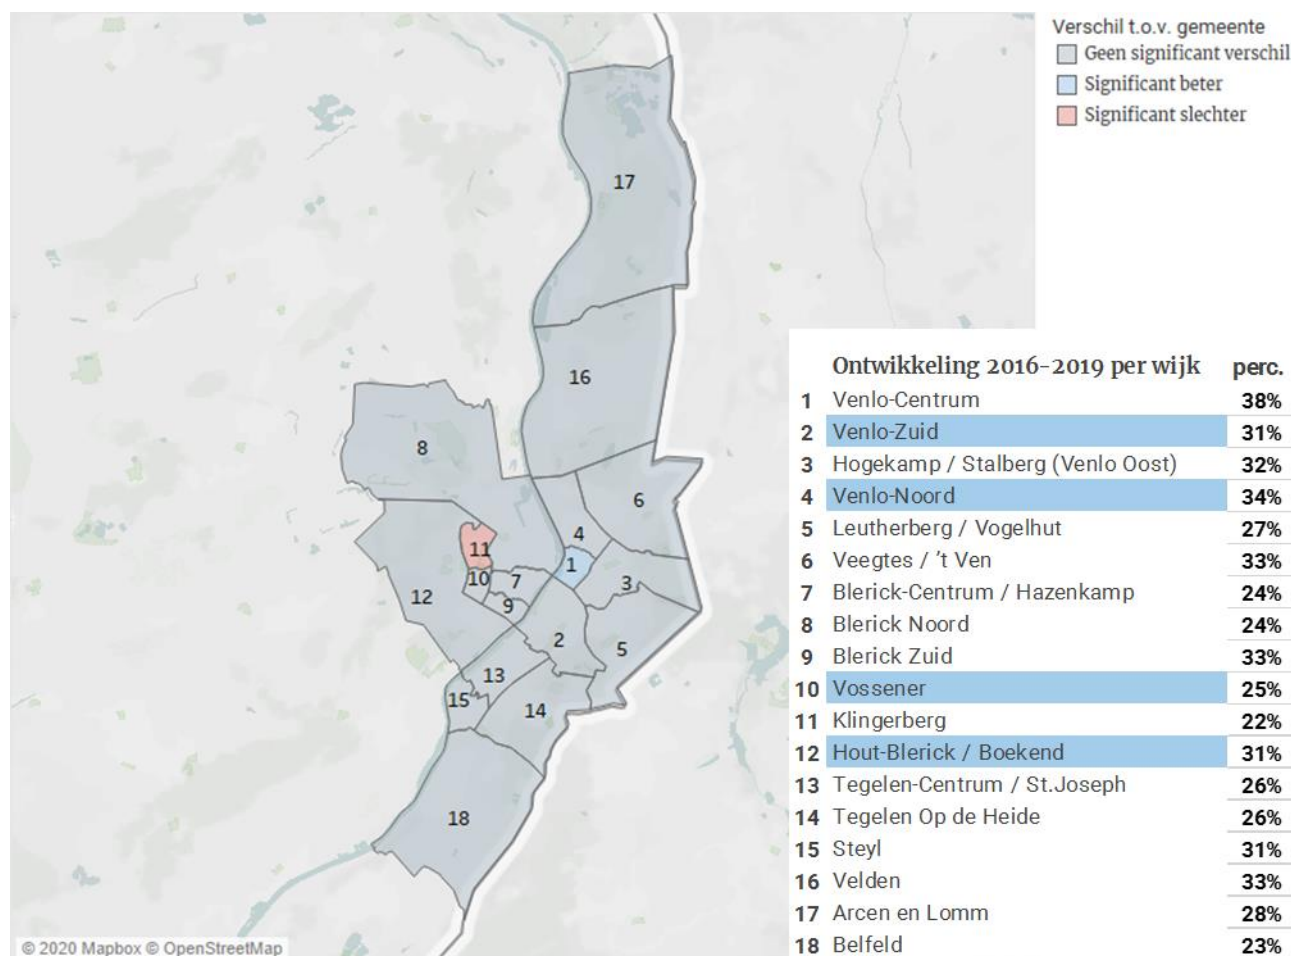 Verschil t.o.v. gemeente
Geen significant verschil
Significant beter
Significant slechter
17
16
8
6
4
11
1
10
7
3
12
9
2
5
13
15
14
18
Ontwikkeling 2016-2019 per wijk perc.
1 Venlo-Centrum 38%
2 Venlo-Zuid 31%
3 Hogekamp / Stalberg (Venlo Oost) 32%
4 Venlo-Noord 34%
5 Leutherberg / Vogelhut 27%
6 Veegtes / ’t Ven 33%
7 Blerick-Centrum / Hazenkamp 24%
8 Blerick Noord 24%
9 Blerick Zuid 33%
10 Vossener 25%
11 Klingerberg 22%
12 Hout-Blerick / Boekend 31%
13 Tegelen-Centrum / St.Joseph 26%
14 Tegelen Op de Heide 26%
15 Steyl 31%
16 Velden 33%
17 Arcen en Lomm 28%
18 Belfeld 23%
© 2020 Mapbox © OpenStreetMap